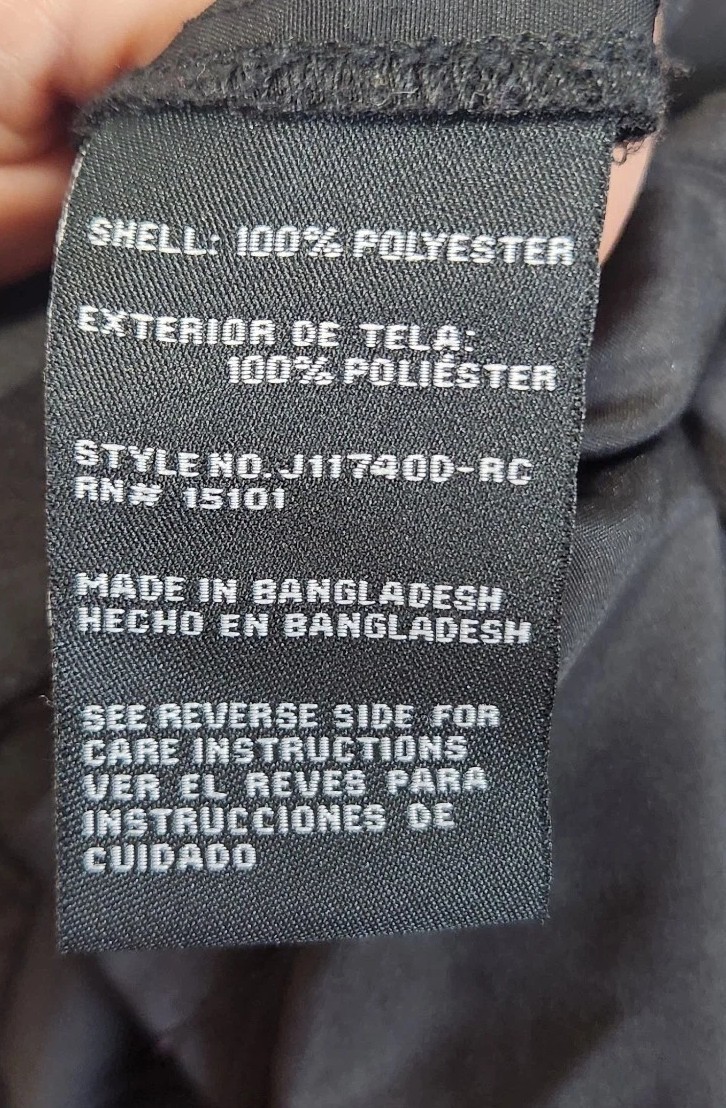 SHELL: 100% POLYESTER
EXTERIOR DE TELA:
100% POLIÉSTER
STYLE NO. J11740D-RC
RN# 15101
MADE IN BANGLADESH
HECHO EN BANGLADESH
SEE REVERSE SIDE FOR
CARE INSTRUCTIONS
VER EL REVES PARA
INSTRUCCIONES DE
CUIDADO